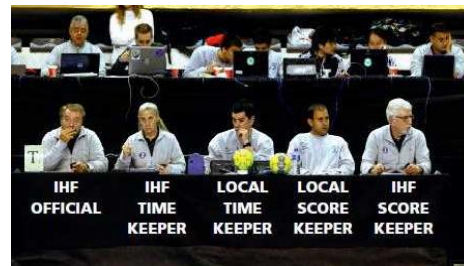 T
IHF IHF LOCAL LOCAL IHF
OFFICIAL TIME TIME SCORE SCORE
KEEPER KEEPER KEEPER KEEPER